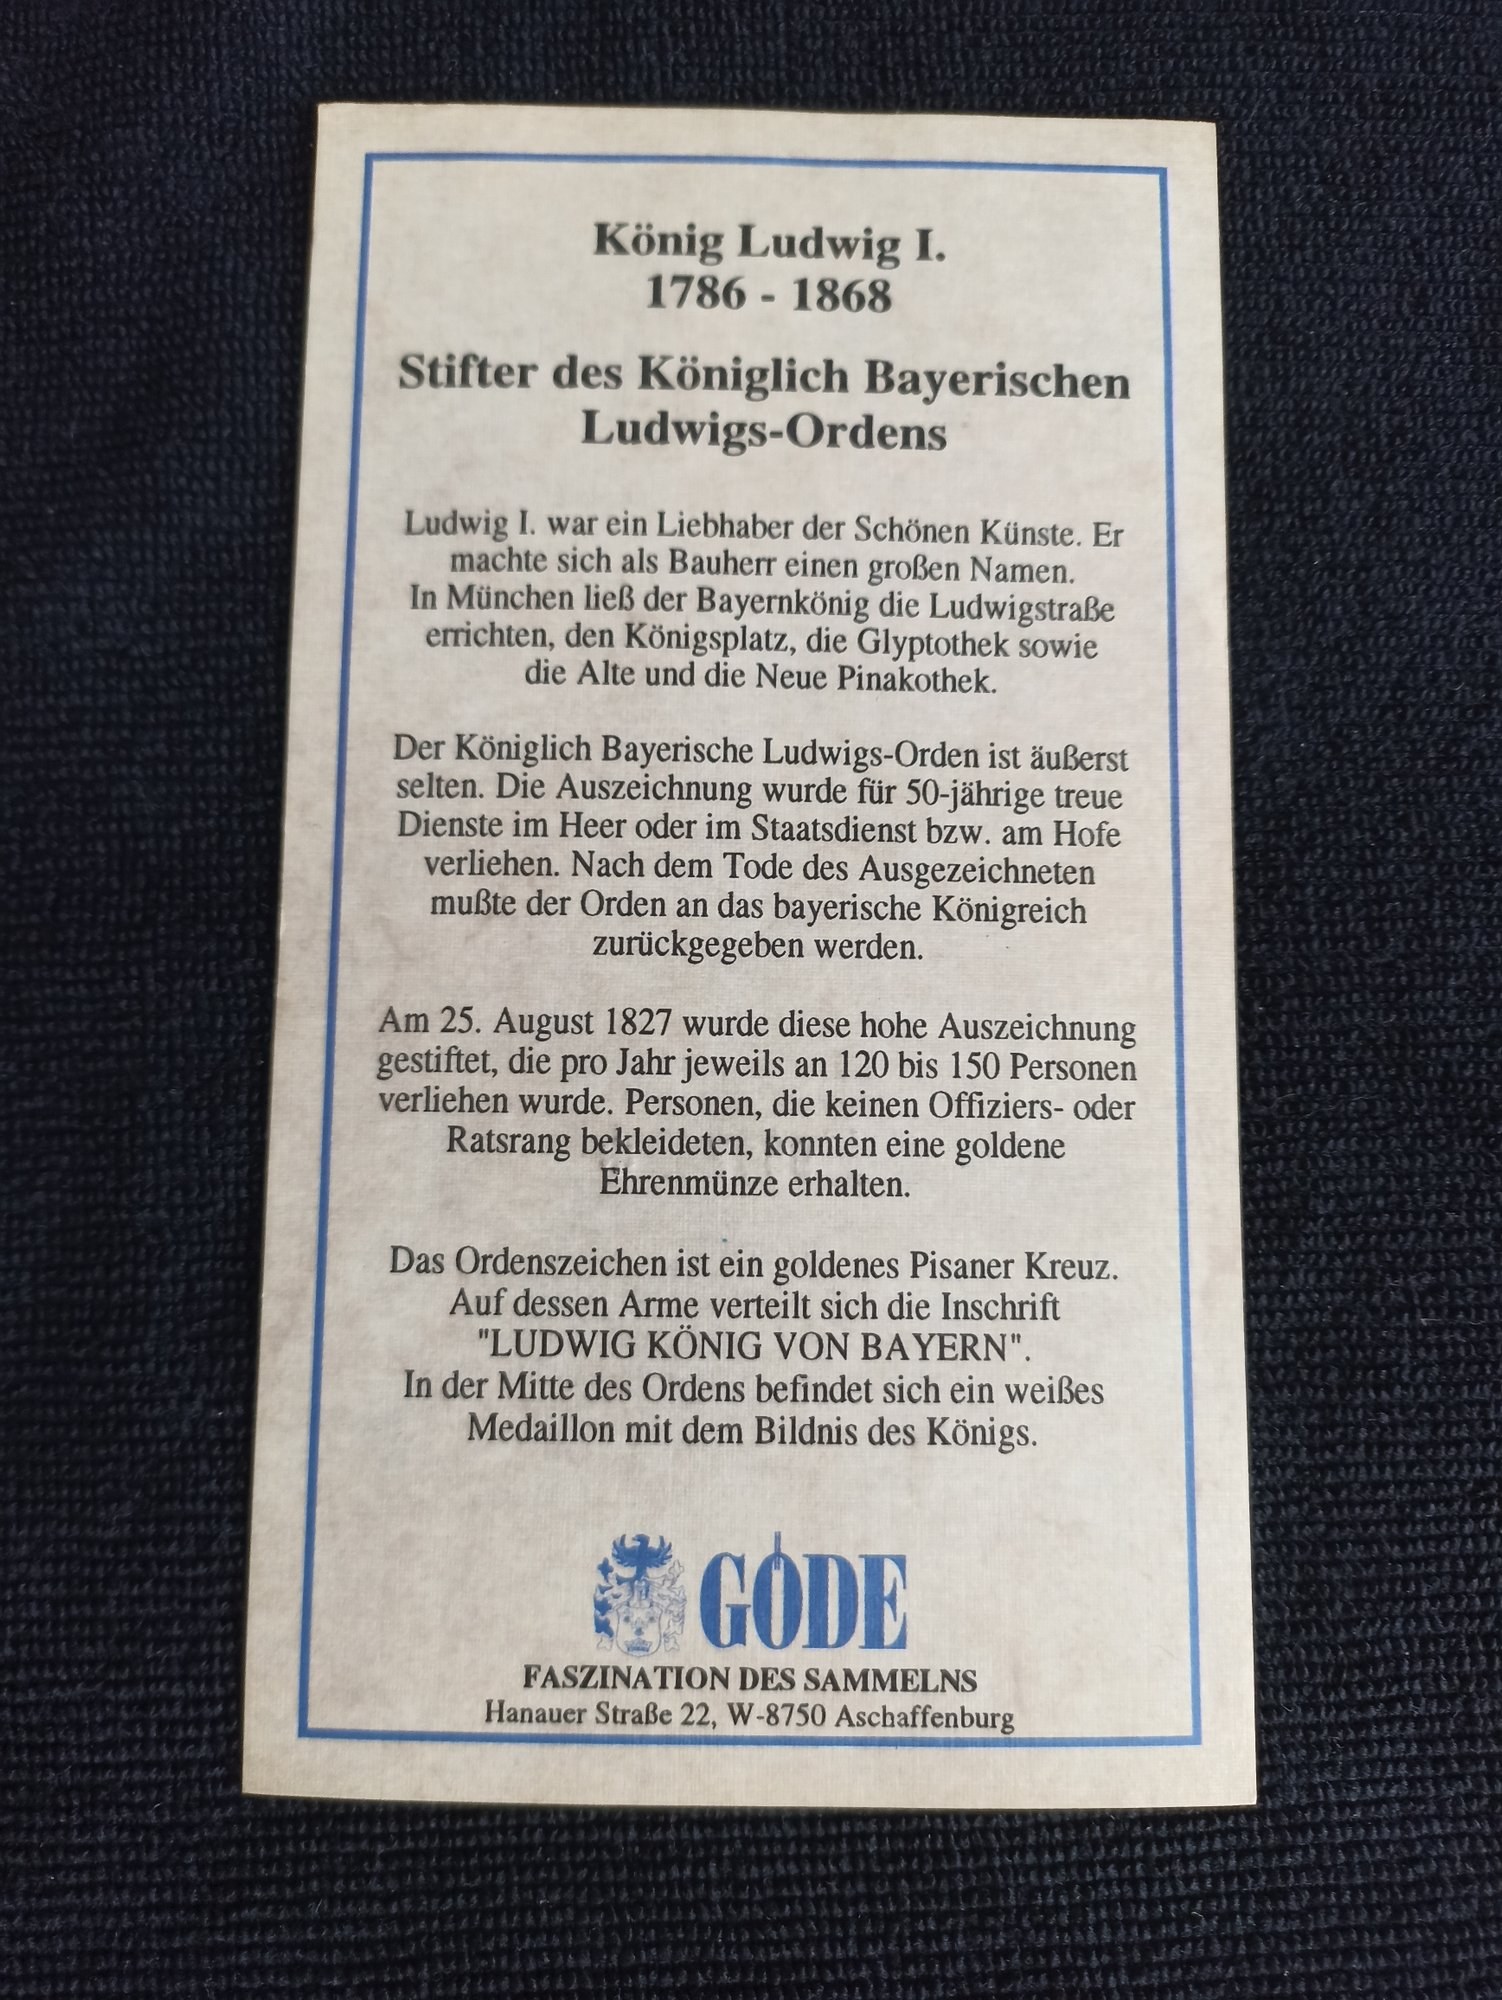 König Ludwig I.
1786 - 1868
Stifter des Königlich Bayerischen
Ludwigs-Ordens
Ludwig I. war ein Liebhaber der Schönen Künste. Er
machte sich als Bauherr einen großen Namen.
In München ließ der Bayernkönig die Ludwigstraße
errichten, den Königsplatz, die Glyptothek sowie
die Alte und die Neue Pinakothek.
Der Königlich Bayerische Ludwigs-Orden ist äußerst
selten. Die Auszeichnung wurde für 50-jährige treue
Dienste im Heer oder im Staatsdienst bzw. am Hofe
verliehen. Nach dem Tode des Ausgezeichneten
mußte der Orden an das bayerische Königreich
zurückgegeben werden.
Am 25. August 1827 wurde diese hohe Auszeichnung
gestiftet, die pro Jahr jeweils an 120 bis 150 Personen
verliehen wurde. Personen, die keinen Offiziers- oder
Ratsrang bekleideten, konnten eine goldene
Ehrenmünze erhalten.
Das Ordenszeichen ist ein goldenes Pisaner Kreuz.
Auf dessen Arme verteilt sich die Inschrift
"LUDWIG KÖNIG VON BAYERN".
In der Mitte des Ordens befindet sich ein weißes
Medaillon mit dem Bildnis des Königs.
GÖDE
FASZINATION DES SAMMELNS
Hanauer Straße 22, W-8750 Aschaffenburg